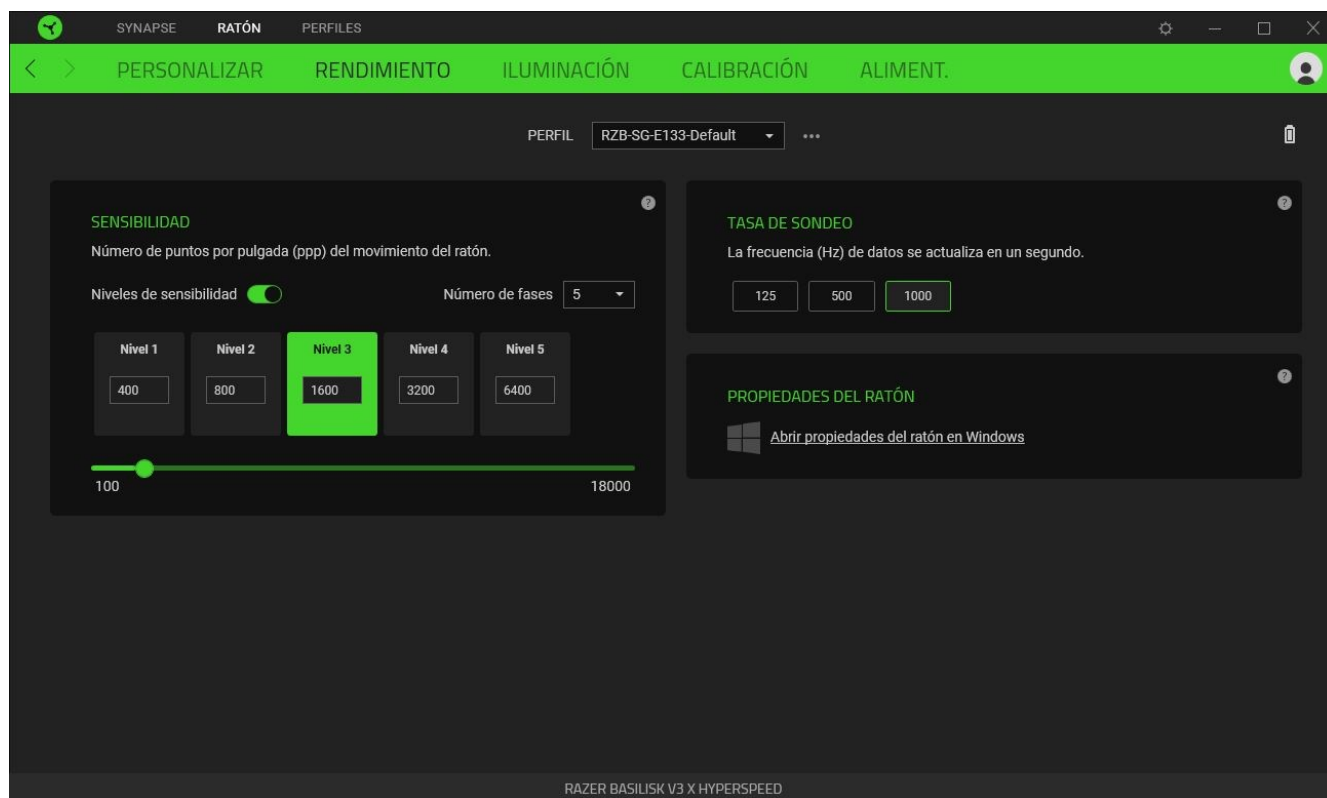 SYNAPSE RATÓN PERFILES
PERSONALIZAR RENDIMIENTO ILUMINACIÓN CALIBRACIÓN ALIMENT.
PERFIL RZB-SG-E133-Default
SENSIBILIDAD
Número de puntos por pulgada (ppp) del movimiento del ratón.
Niveles de sensibilidad Número de fases 5
Nivel 1 Nivel 2 Nivel 3 Nivel 4 Nivel 5
400 800 1600 3200 6400
100 18000
TASA DE SONDEO
La frecuencia (Hz) de datos se actualiza en un segundo.
125 500 1000
PROPIEDADES DEL RATÓN
Abrir propiedades del ratón en Windows
RAZER BASILISK V3 X HYPERSPEED